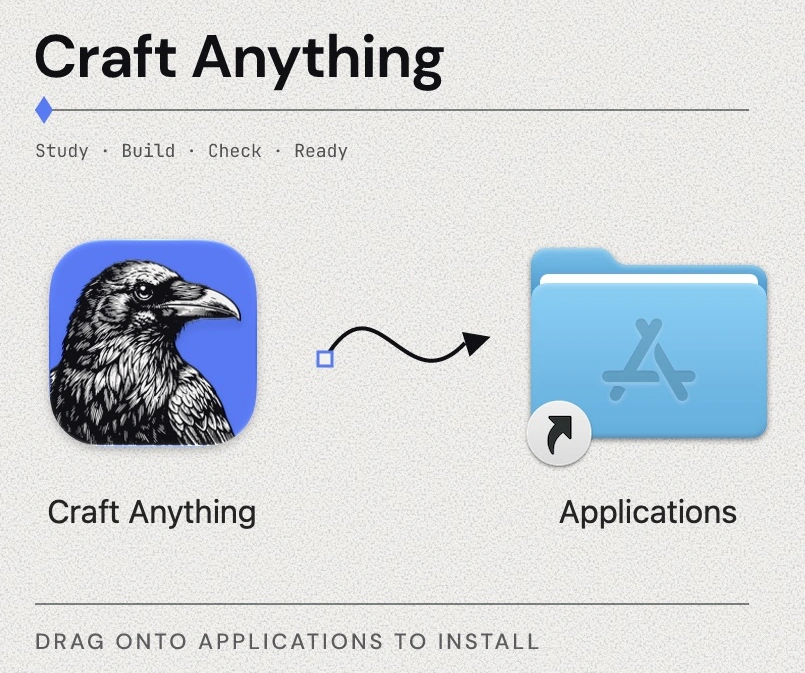 Craft Anything
Study · Build · Check · Ready
Craft Anything
Applications
DRAG ONTO APPLICATIONS TO INSTALL